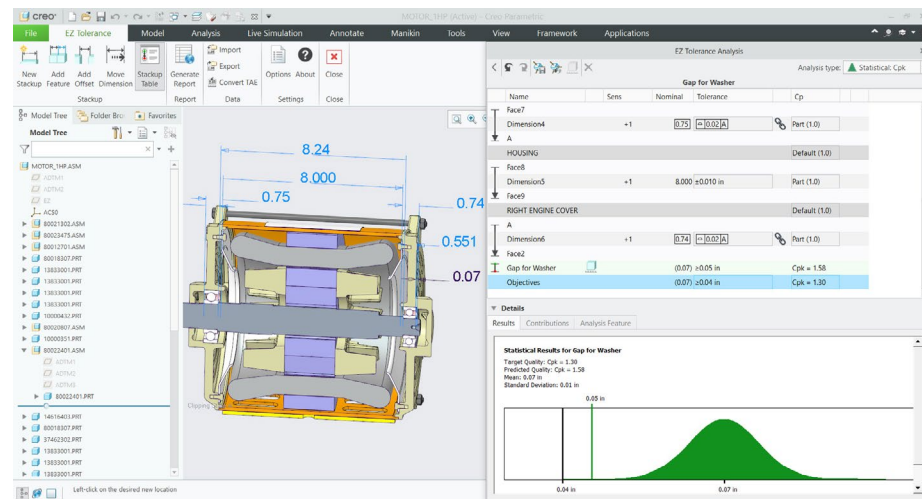 creo
MOTOR_1HP (Active) - Creo Parametric
File EZ Tolerance Model Analysis Live Simulation Annotate Manikin Tools View Framework Applications
New Stackup
Add Feature
Add Offset
Move Dimension
Stackup Table
Generate Report
Import
Export
Convert TAE
Options
About
Close
Stackup Report Data Settings Close
Model Tree Folder Bro Favorites
Model Tree
MOTOR_1HP.ASM
ADTM1
ADTM2
ACS0
80021302.ASM
80023475.ASM
80012701.ASM
80018307.PRT
13833001.PRT
13833001.PRT
13833001.PRT
13833001.PRT
10000432.PRT
80020807.ASM
10000351.PRT
80022401.ASM
ADTM1
ADTM2
ADTM3
80022401.PRT
14616403.PRT
80018307.PRT
37462302.PRT
13833001.PRT
13833001.PRT
13833001.PRT
Left-click on the desired new location
8.24
8.000
0.75
0.74
0.551
0.07
Clipping
EZ Tolerance Analysis
Analysis type: Statistical: Cpk
Gap for Washer
Name Sens Nominal Tolerance Cp
Face7
Dimension4 +1 0.75 0.02 A Part (1.0)
A
HOUSING Default (1.0)
Face8
Dimension5 +1 8.000 ±0.010 in Part (1.0)
Face9
RIGHT ENGINE COVER Default (1.0)
A
Dimension6 +1 0.74 0.02 A Part (1.0)
Face2
Gap for Washer (0.07) ≥0.05 in Cpk = 1.58
Objectives (0.07) ≥0.04 in Cpk = 1.30
Details
Results Contributions Analysis Feature
Statistical Results for Gap for Washer
Target Quality: Cpk = 1.30
Predicted Quality: Cpk = 1.58
Mean: 0.07 in
Standard Deviation: 0.01 in
0.05 in
0.04 in 0.07 in